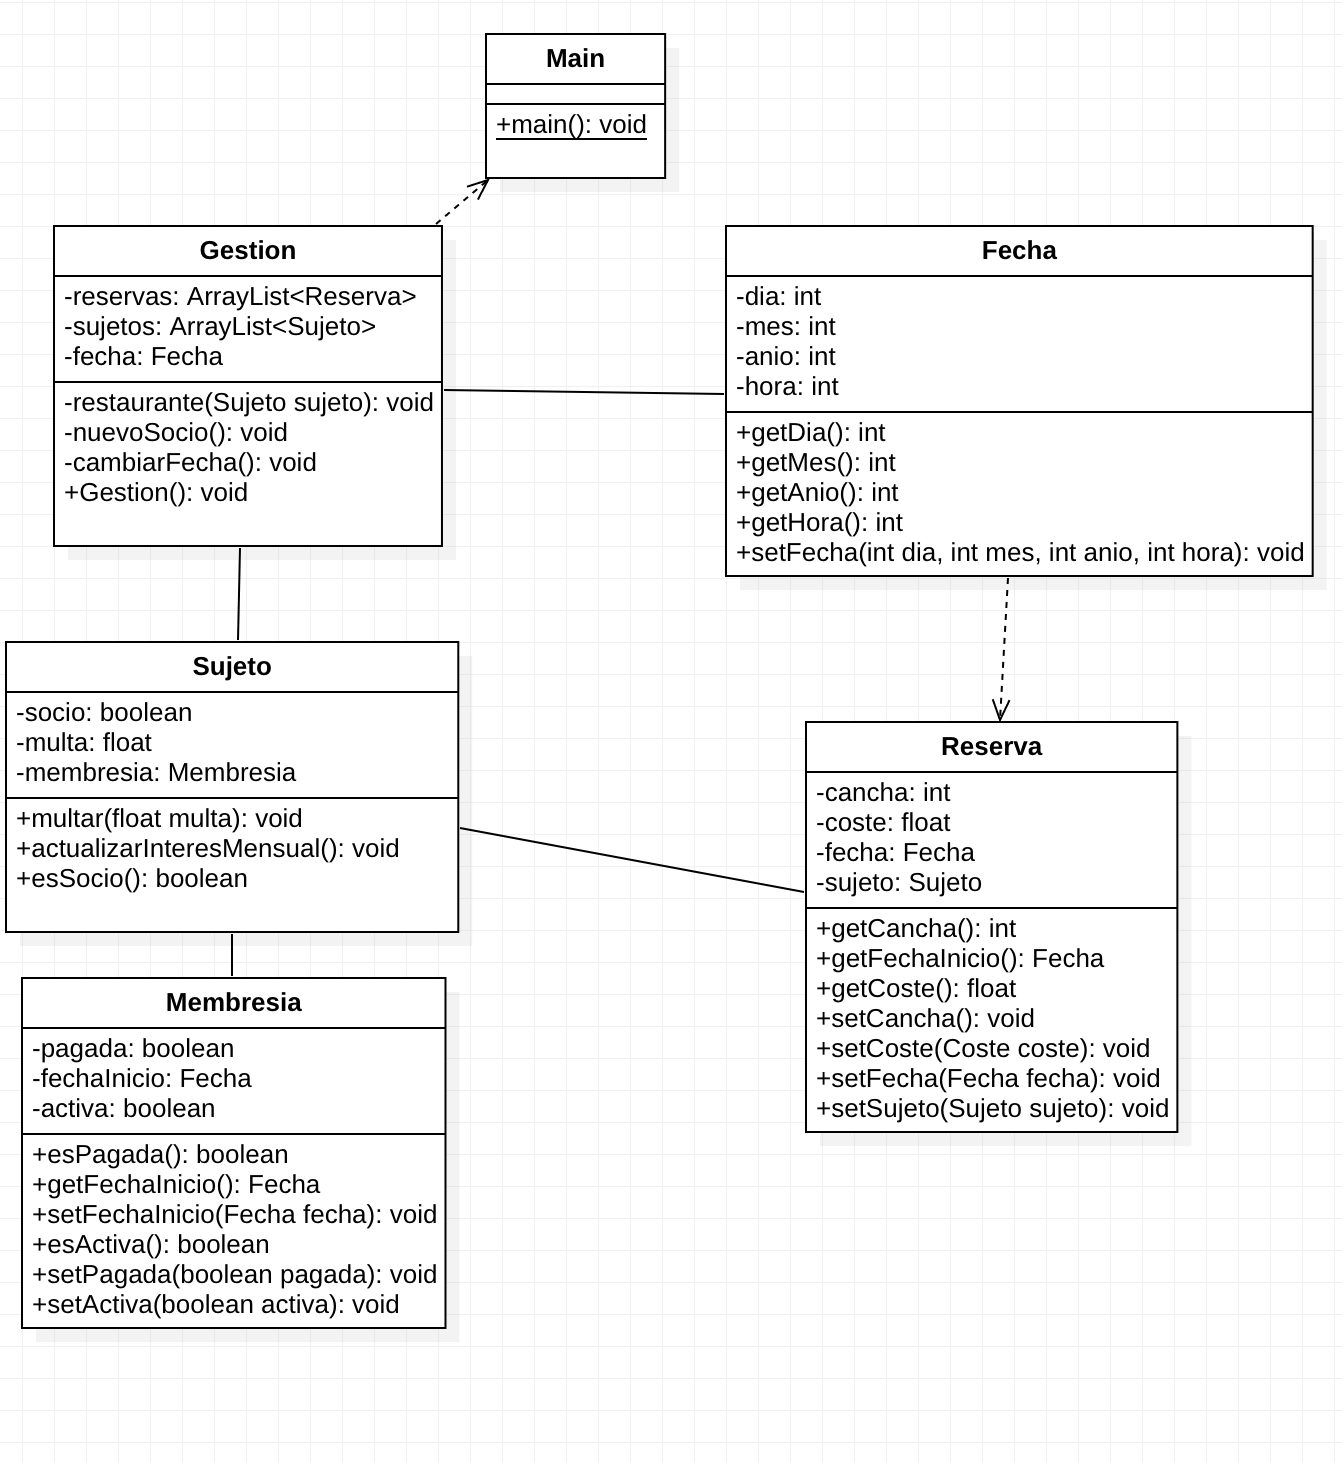 Main
+main(): void
Gestion
-reservas: ArrayList<Reserva>
-sujetos: ArrayList<Sujeto>
-fecha: Fecha
-restaurante(Sujeto sujeto): void
-nuevoSocio(): void
-cambiarFecha(): void
+Gestion(): void
Fecha
-dia: int
-mes: int
-anio: int
-hora: int
+getDia(): int
+getMes(): int
+getAnio(): int
+getHora(): int
+setFecha(int dia, int mes, int anio, int hora): void
Sujeto
-socio: boolean
-multa: float
-membresia: Membresia
+multar(float multa): void
+actualizarInteresMensual(): void
+esSocio(): boolean
Reserva
-cancha: int
-coste: float
-fecha: Fecha
-sujeto: Sujeto
+getCancha(): int
+getFechaInicio(): Fecha
+getCoste(): float
+setCancha(): void
+setCoste(Coste coste): void
+setFecha(Fecha fecha): void
+setSujeto(Sujeto sujeto): void
Membresia
-pagada: boolean
-fechaInicio: Fecha
-activa: boolean
+esPagada(): boolean
+getFechaInicio(): Fecha
+setFechaInicio(Fecha fecha): void
+esActiva(): boolean
+setPagada(boolean pagada): void
+setActiva(boolean activa): void